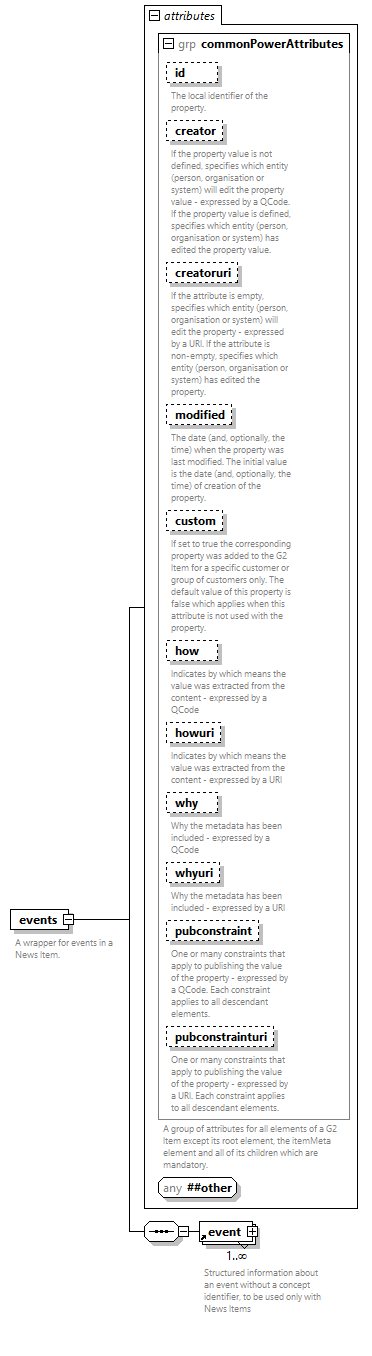 attributes
grp commonPowerAttributes
id
The local identifier of the
property.
creator
If the property value is not
defined, specifies which entity
(person, organisation or
system) will edit the property
value - expressed by a QCode.
If the property value is defined,
specifies which entity (person,
organisation or system) has
edited the property value.
creatoruri
If the attribute is empty,
specifies which entity (person,
organisation or system) will
edit the property - expressed
by a URI. If the attribute is
non-empty, specifies which
entity (person, organisation or
system) has edited the
property.
modified
The date (and, optionally, the
time) when the property was
last modified. The initial value
is the date (and, optionally, the
time) of creation of the
property.
custom
If set to true the corresponding
property was added to the G2
Item for a specific customer or
group of customers only. The
default value of this property is
false which applies when this
attribute is not used with the
property.
how
Indicates by which means the
value was extracted from the
content - expressed by a
QCode
howuri
Indicates by which means the
value was extracted from the
content - expressed by a URI
why
Why the metadata has been
included - expressed by a
QCode
whyuri
Why the metadata has been
included - expressed by a URI
pubconstraint
One or many constraints that
apply to publishing the value
of the property - expressed by
a QCode. Each constraint
applies to all descendant
elements.
pubconstrainturi
One or many constraints that
apply to publishing the value
of the property - expressed by
a URI. Each constraint applies
to all descendant elements.
A group of attributes for all elements of a G2
Item except its root element, the itemMeta
element and all of its children which are
mandatory.
any ##other
events
A wrapper for events in a
News Item.
event
1..∞
Structured information about
an event without a concept
identifier, to be used only with
News Items